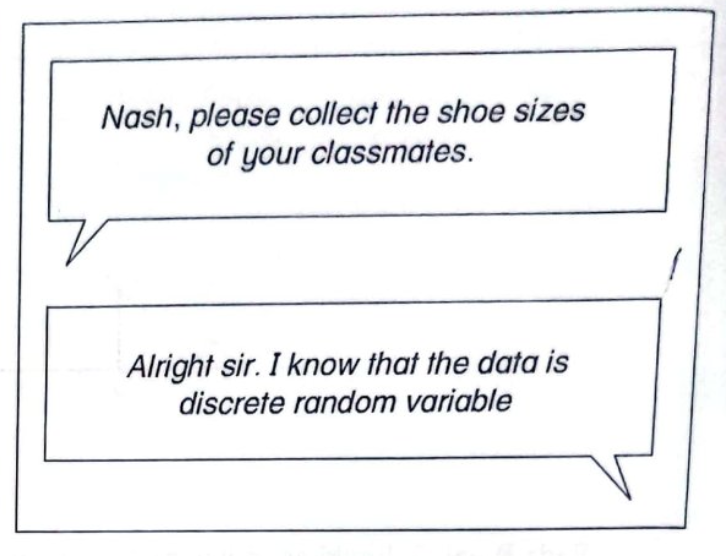 Nash, please collect the shoe sizes
of your classmates.
Alright sir. I know that the data is
discrete random variable